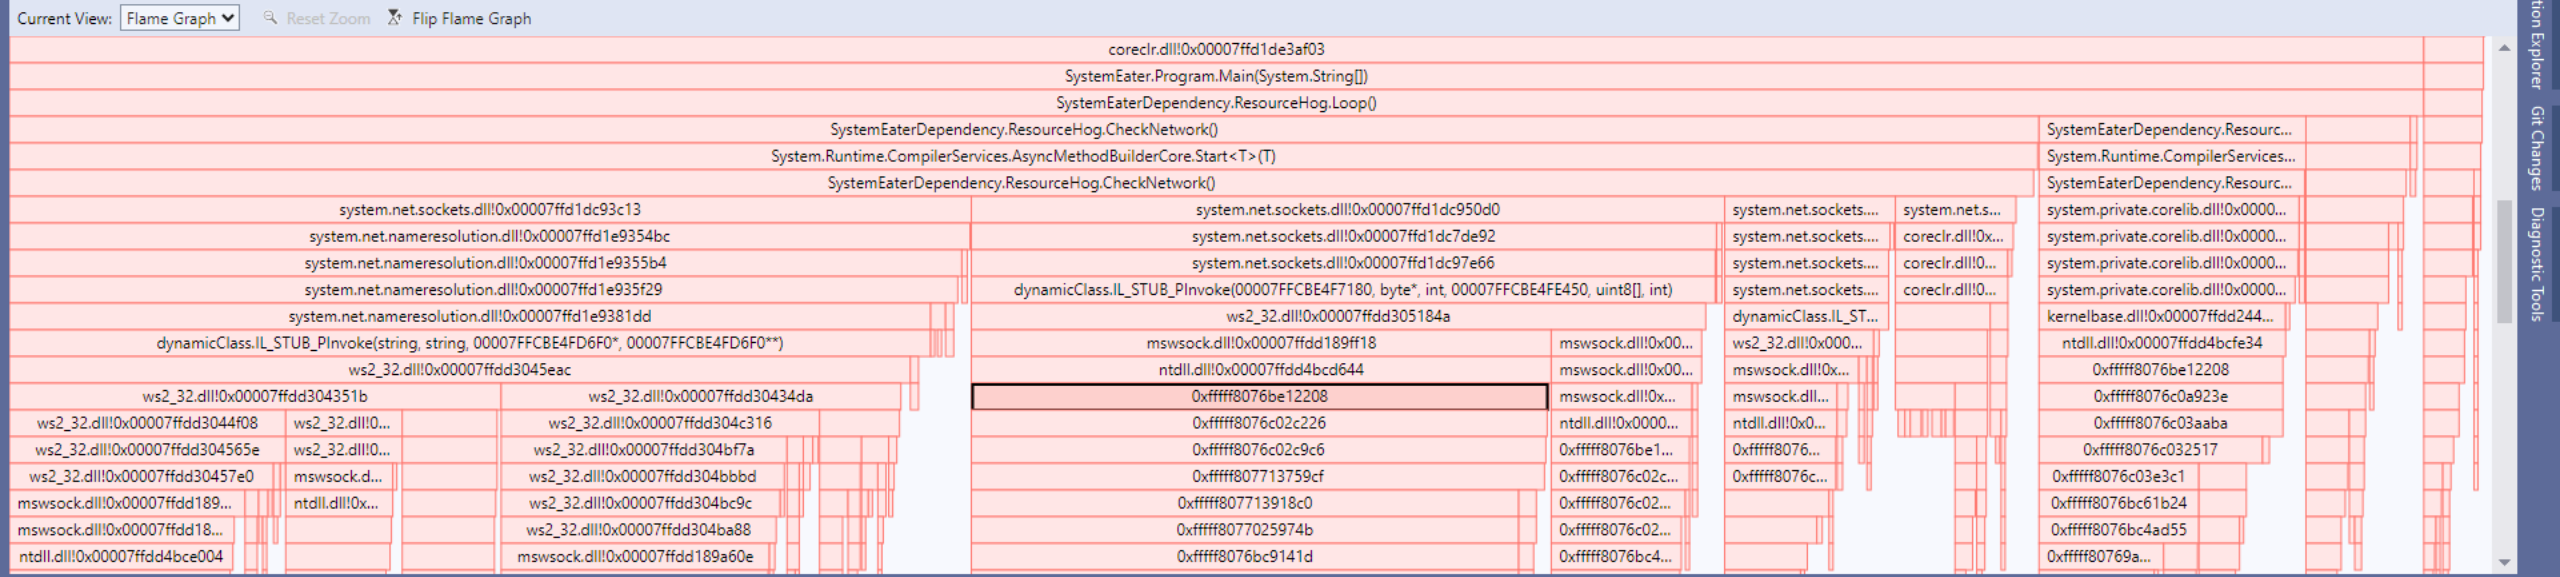 Current View: Flame Graph Reset Zoom Flip Flame Graph
coreclr.dll!0x00007ffd1de3af03
SystemEater.Program.Main(System.String[])
SystemEaterDependency.ResourceHog.Loop()
SystemEaterDependency.ResourceHog.CheckNetwork() SystemEaterDependency.Resourc...
System.Runtime.CompilerServices.AsyncMethodBuilderCore.Start<T>(T) System.Runtime.CompilerServices...
SystemEaterDependency.ResourceHog.CheckNetwork() SystemEaterDependency.Resourc...
system.net.sockets.dll!0x00007ffd1dc93c13 system.net.sockets.dll!0x00007ffd1dc950d0 system.net.sockets.... system.net.s... system.private.corelib.dll!0x0000...
system.net.nameresolution.dll!0x00007ffd1e9354bc system.net.sockets.dll!0x00007ffd1dc7de92 system.net.sockets.... coreclr.dll!0x... system.private.corelib.dll!0x0000...
system.net.nameresolution.dll!0x00007ffd1e9355b4 system.net.sockets.dll!0x00007ffd1dc97e66 system.net.sockets.... coreclr.dll!0... system.private.corelib.dll!0x0000...
system.net.nameresolution.dll!0x00007ffd1e935f29 dynamicClass.IL_STUB_PInvoke(00007FFCBE4F7180, byte*, int, 00007FFCBE4FE450, uint8[], int) system.net.sockets.... coreclr.dll!0... system.private.corelib.dll!0x0000...
system.net.nameresolution.dll!0x00007ffd1e9381dd ws2_32.dll!0x00007ffdd305184a dynamicClass.IL_ST... kernelbase.dll!0x00007ffdd244...
dynamicClass.IL_STUB_PInvoke(string, string, 00007FFCBE4FD6F0*, 00007FFCBE4FD6F0**) mswsock.dll!0x00007ffdd189ff18 mswsock.dll!0x00... ws2_32.dll!0x000... ntdll.dll!0x00007ffdd4bcfe34
ws2_32.dll!0x00007ffdd3045eac ntdll.dll!0x00007ffdd4bcd644 mswsock.dll!0x00... mswsock.dll!0x... 0xfffff8076be12208
ws2_32.dll!0x00007ffdd304351b ws2_32.dll!0x00007ffdd30434da 0xfffff8076be12208 mswsock.dll!0x... mswsock.dll... 0xfffff8076c0a923e
ws2_32.dll!0x00007ffdd3044f08 ws2_32.dll!0... ws2_32.dll!0x00007ffdd304c316 0xfffff8076c02c226 ntdll.dll!0x0000... ntdll.dll!0x0... 0xfffff8076c03aaba
ws2_32.dll!0x00007ffdd304565e ws2_32.dll!0... ws2_32.dll!0x00007ffdd304bf7a 0xfffff8076c02c9c6 0xfffff8076be1... 0xfffff8076... 0xfffff8076c032517
ws2_32.dll!0x00007ffdd30457e0 mswsock.d... ws2_32.dll!0x00007ffdd304bbbd 0xfffff807713759cf 0xfffff8076c02c... 0xfffff8076c... 0xfffff8076c03e3c1
mswsock.dll!0x00007ffdd189... ntdll.dll!0x... ws2_32.dll!0x00007ffdd304bc9c 0xfffff807713918c0 0xfffff8076c02... 0xfffff8076bc61b24
mswsock.dll!0x00007ffdd18... ws2_32.dll!0x00007ffdd304ba88 0xfffff8077025974b 0xfffff8076c02... 0xfffff8076bc4ad55
ntdll.dll!0x00007ffdd4bce004 mswsock.dll!0x00007ffdd189a60e 0xfffff8076bc9141d 0xfffff8076bc4... 0xfffff80769a...
tion Explorer
Git Changes
Diagnostic Tools